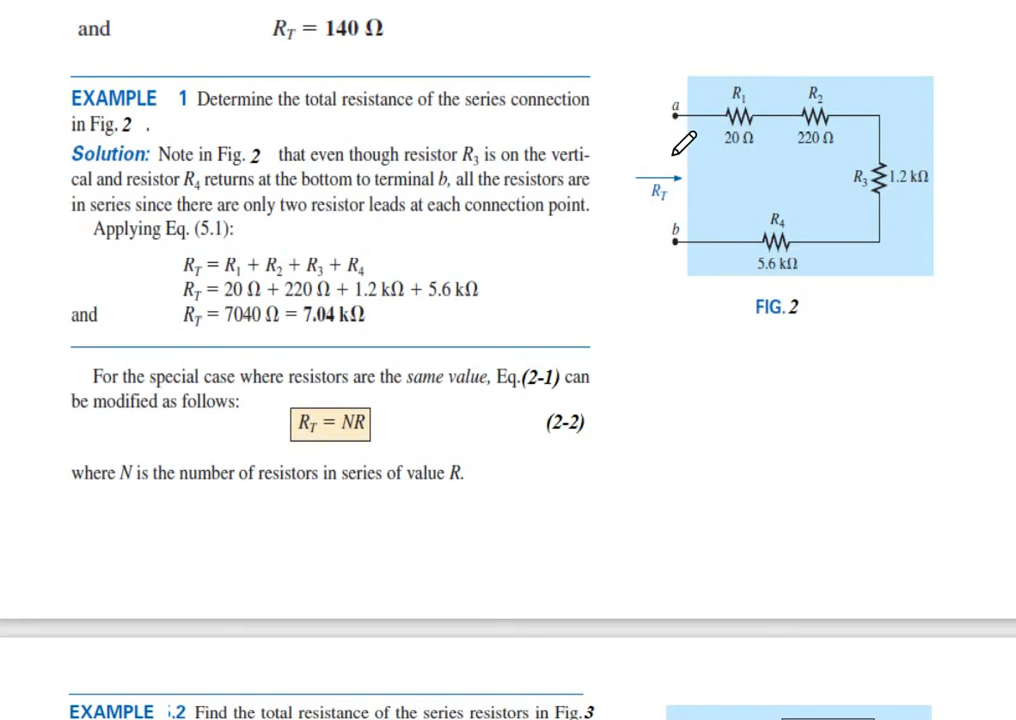 and R_T = 140 Ω
EXAMPLE 1 Determine the total resistance of the series connection
in Fig. 2 .
Solution: Note in Fig. 2 that even though resistor R₃ is on the verti-
cal and resistor R₄ returns at the bottom to terminal b, all the resistors are
in series since there are only two resistor leads at each connection point.
Applying Eq. (5.1):
R_T = R₁ + R₂ + R₃ + R₄
R_T = 20 Ω + 220 Ω + 1.2 kΩ + 5.6 kΩ
and R_T = 7040 Ω = 7.04 kΩ
R₁ R₂
a
20 Ω 220 Ω
R₃ 1.2 kΩ
R_T
R₄
b
5.6 kΩ
FIG. 2
For the special case where resistors are the same value, Eq.(2-1) can
be modified as follows:
R_T = NR (2-2)
where N is the number of resistors in series of value R.
EXAMPLE .2 Find the total resistance of the series resistors in Fig.3